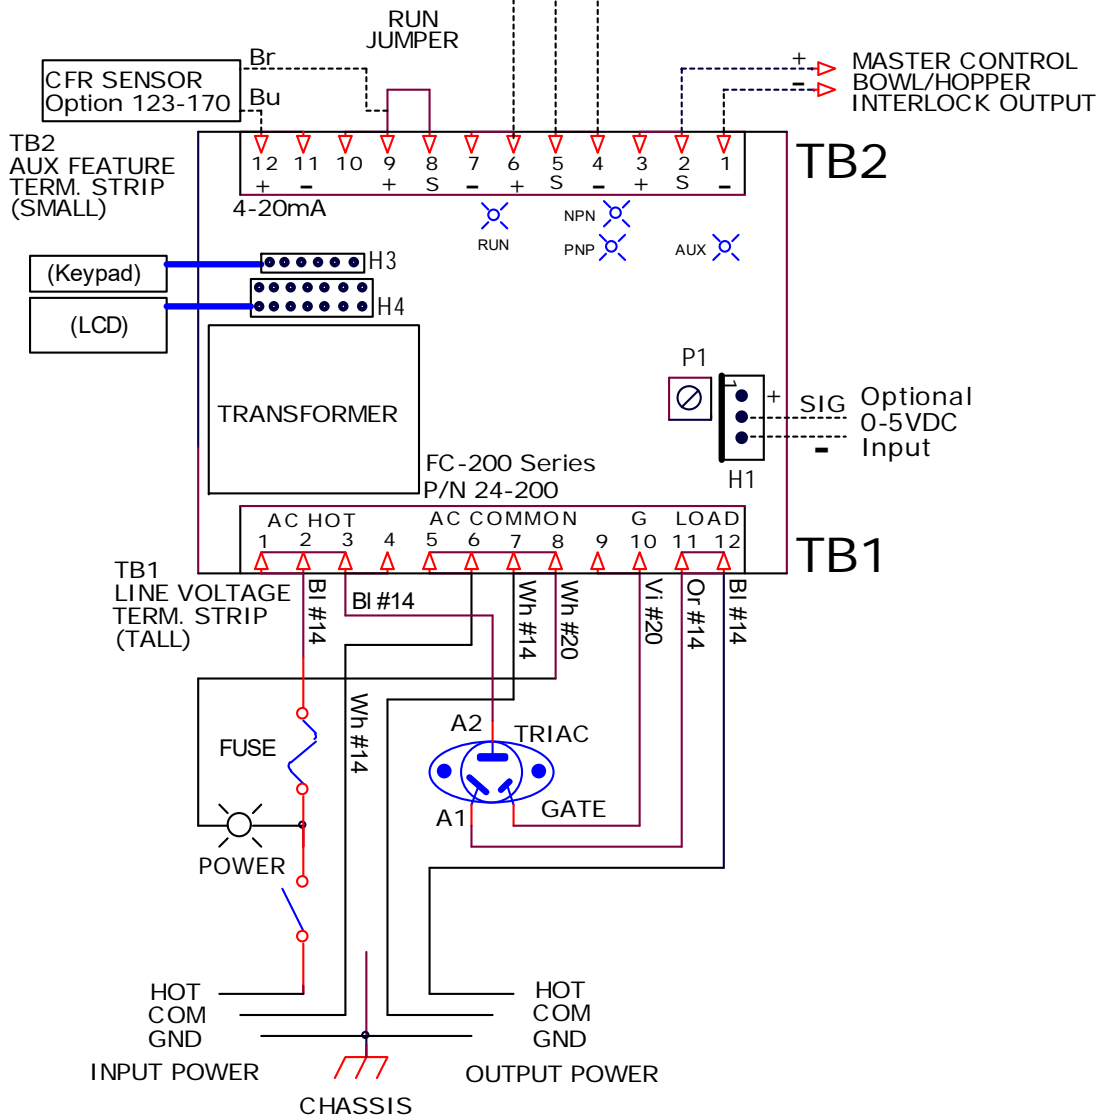 RUN
JUMPER
Br
CFR SENSOR
Option 123-170
Bu
+ MASTER CONTROL
- BOWL/HOPPER
INTERLOCK OUTPUT
TB2
AUX FEATURE
TERM. STRIP
(SMALL)
12 11 10 9 8 7 6 5 4 3 2 1
+ - + S - + S - + S -
TB2
4-20mA
RUN
NPN
PNP
AUX
(Keypad)
H3
(LCD)
H4
TRANSFORMER
P1
1
+
SIG
-
Optional
0-5VDC
Input
H1
FC-200 Series
P/N 24-200
AC HOT AC COMMON G LOAD
1 2 3 4 5 6 7 8 9 10 11 12
TB1
TB1
LINE VOLTAGE
TERM. STRIP
(TALL)
Bl #14
Bl #14
Wh #14
Wh #20
Vi #20
Or #14
Bl #14
Wh #14
FUSE
A2
TRIAC
A1
GATE
POWER
HOT
COM
GND
INPUT POWER
HOT
COM
GND
OUTPUT POWER
CHASSIS